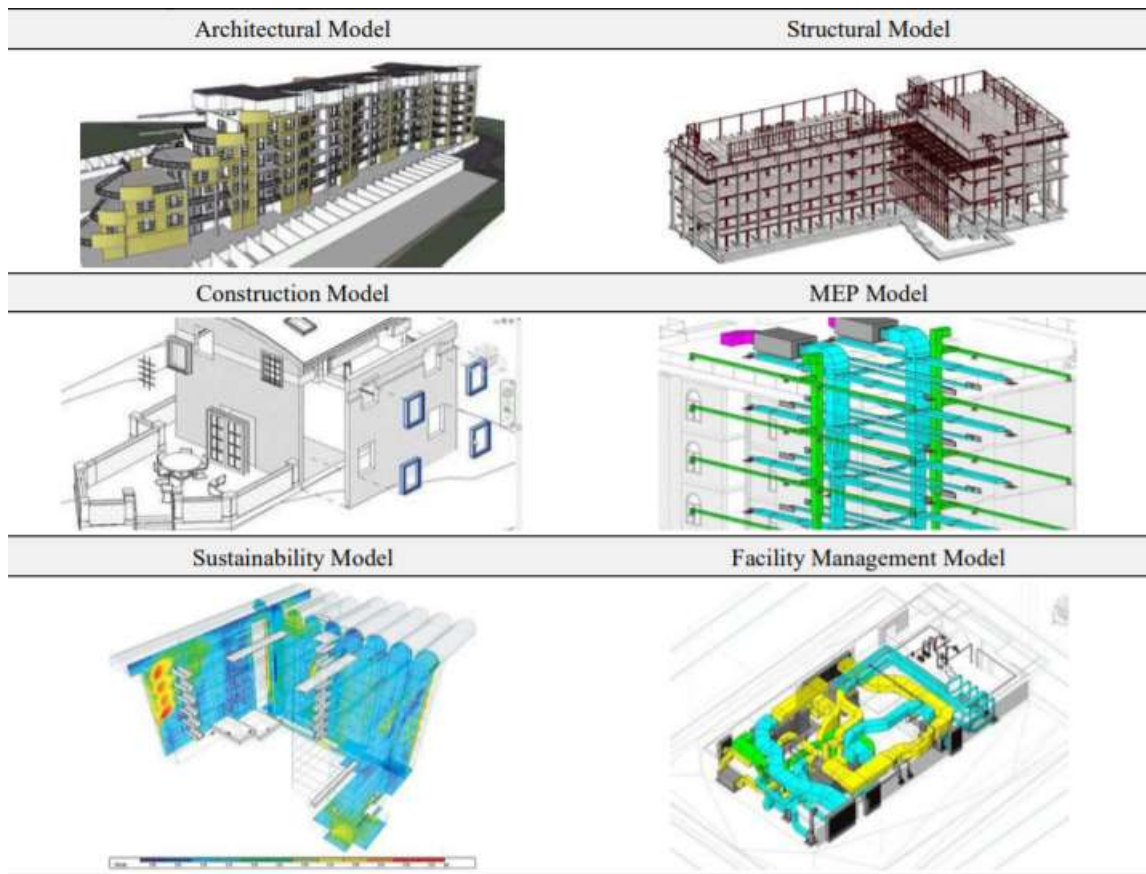 Architectural Model
Structural Model
Construction Model
MEP Model
Sustainability Model
Facility Management Model